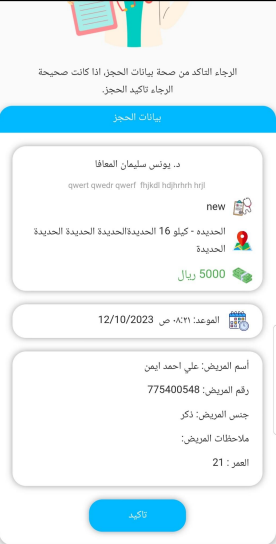 الرجاء التاكد من صحة بيانات الحجز، اذا كانت صحيحة
الرجاء تاكيد الحجز.
بيانات الحجز
د. يونس سليمان المعافا
qwert qwedr qwerf fhjkdl hdjhrhrh hrjl
new
الحديده - كيلو 16 الحديدةالحديدة الحديدة الحديدة
الحديدة
5000 ريال
الموعد: ٠٨:٢١ ص 12/10/2023
أسم المريض: علي احمد ايمن
رقم المريض: 775400548
جنس المريض: ذكر
ملاحظات المريض:
العمر : 21
تاكيد